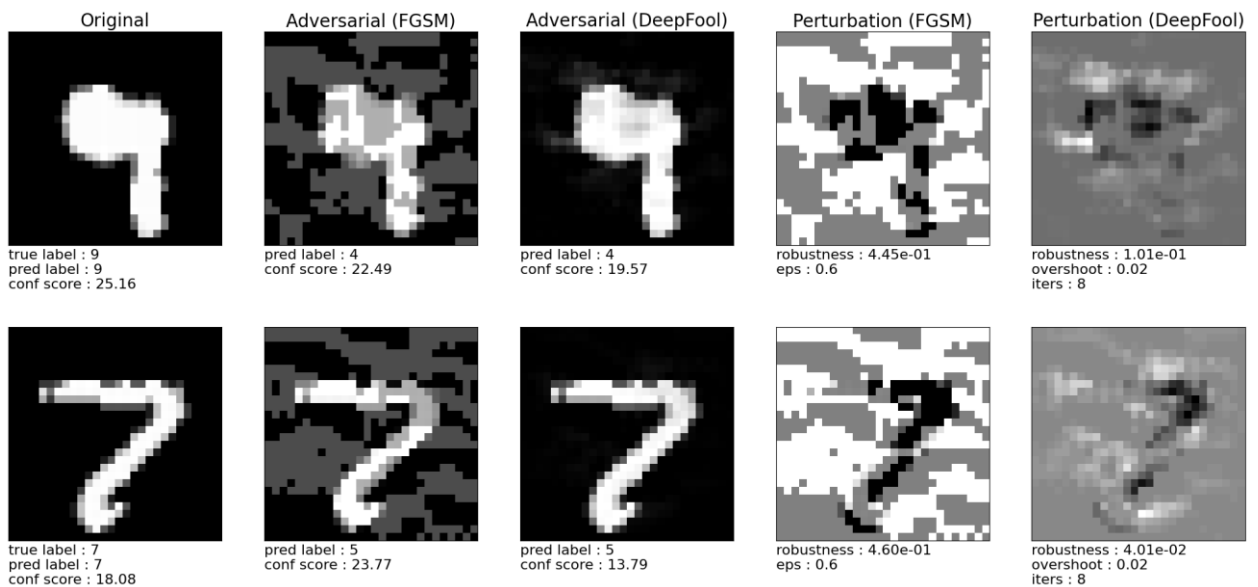 Original
Adversarial (FGSM)
Adversarial (DeepFool)
Perturbation (FGSM)
Perturbation (DeepFool)
true label : 9
pred label : 9
conf score : 25.16
pred label : 4
conf score : 22.49
pred label : 4
conf score : 19.57
robustness : 4.45e-01
eps : 0.6
robustness : 1.01e-01
overshoot : 0.02
iters : 8
true label : 7
pred label : 7
conf score : 18.08
pred label : 5
conf score : 23.77
pred label : 5
conf score : 13.79
robustness : 4.60e-01
eps : 0.6
robustness : 4.01e-02
overshoot : 0.02
iters : 8